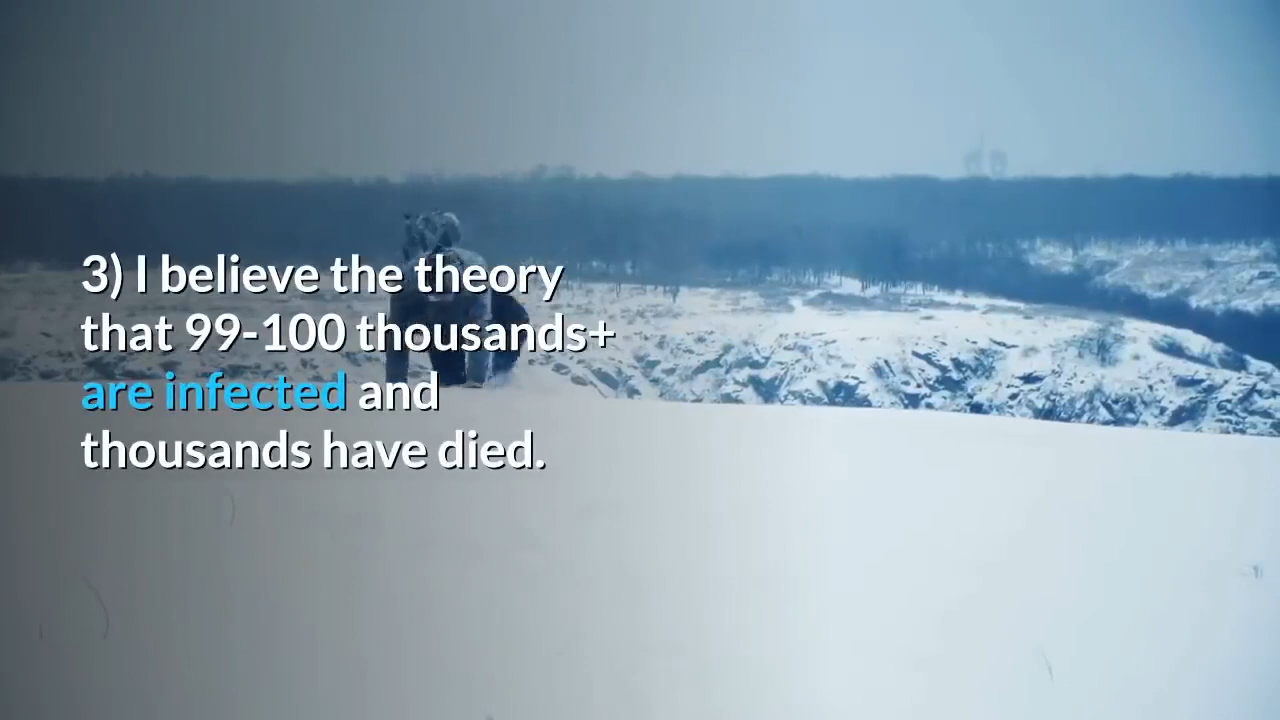 3) I believe the theory
that 99-100 thousands+
are infected and
thousands have died.